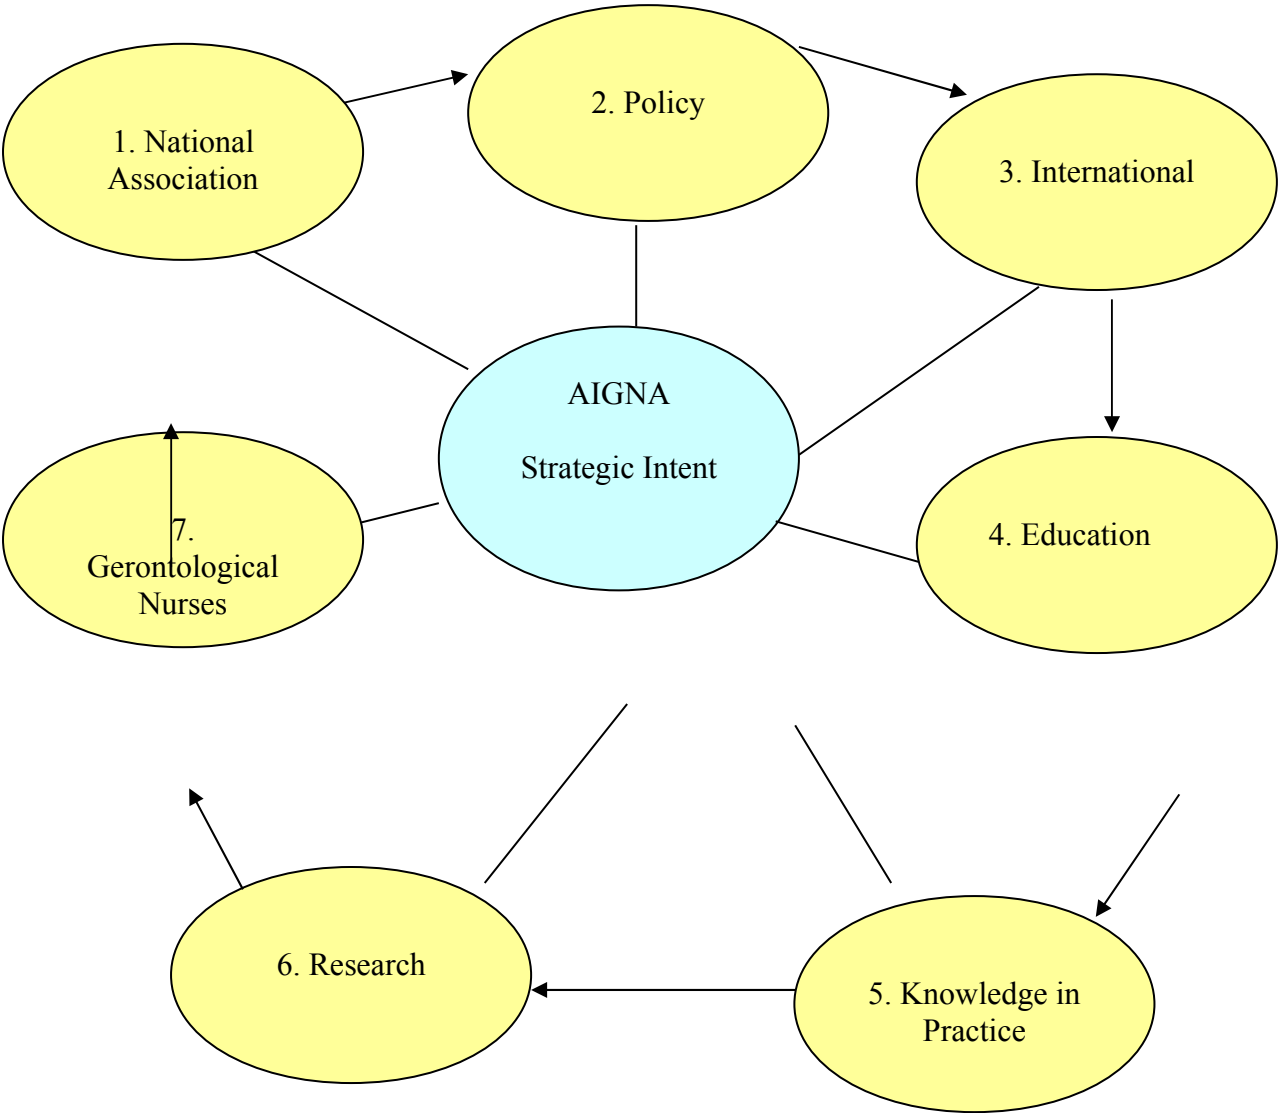 1. National
Association
2. Policy
3. International
AIGNA
Strategic Intent
4. Education
7.
Gerontological
Nurses
6. Research
5. Knowledge in
Practice